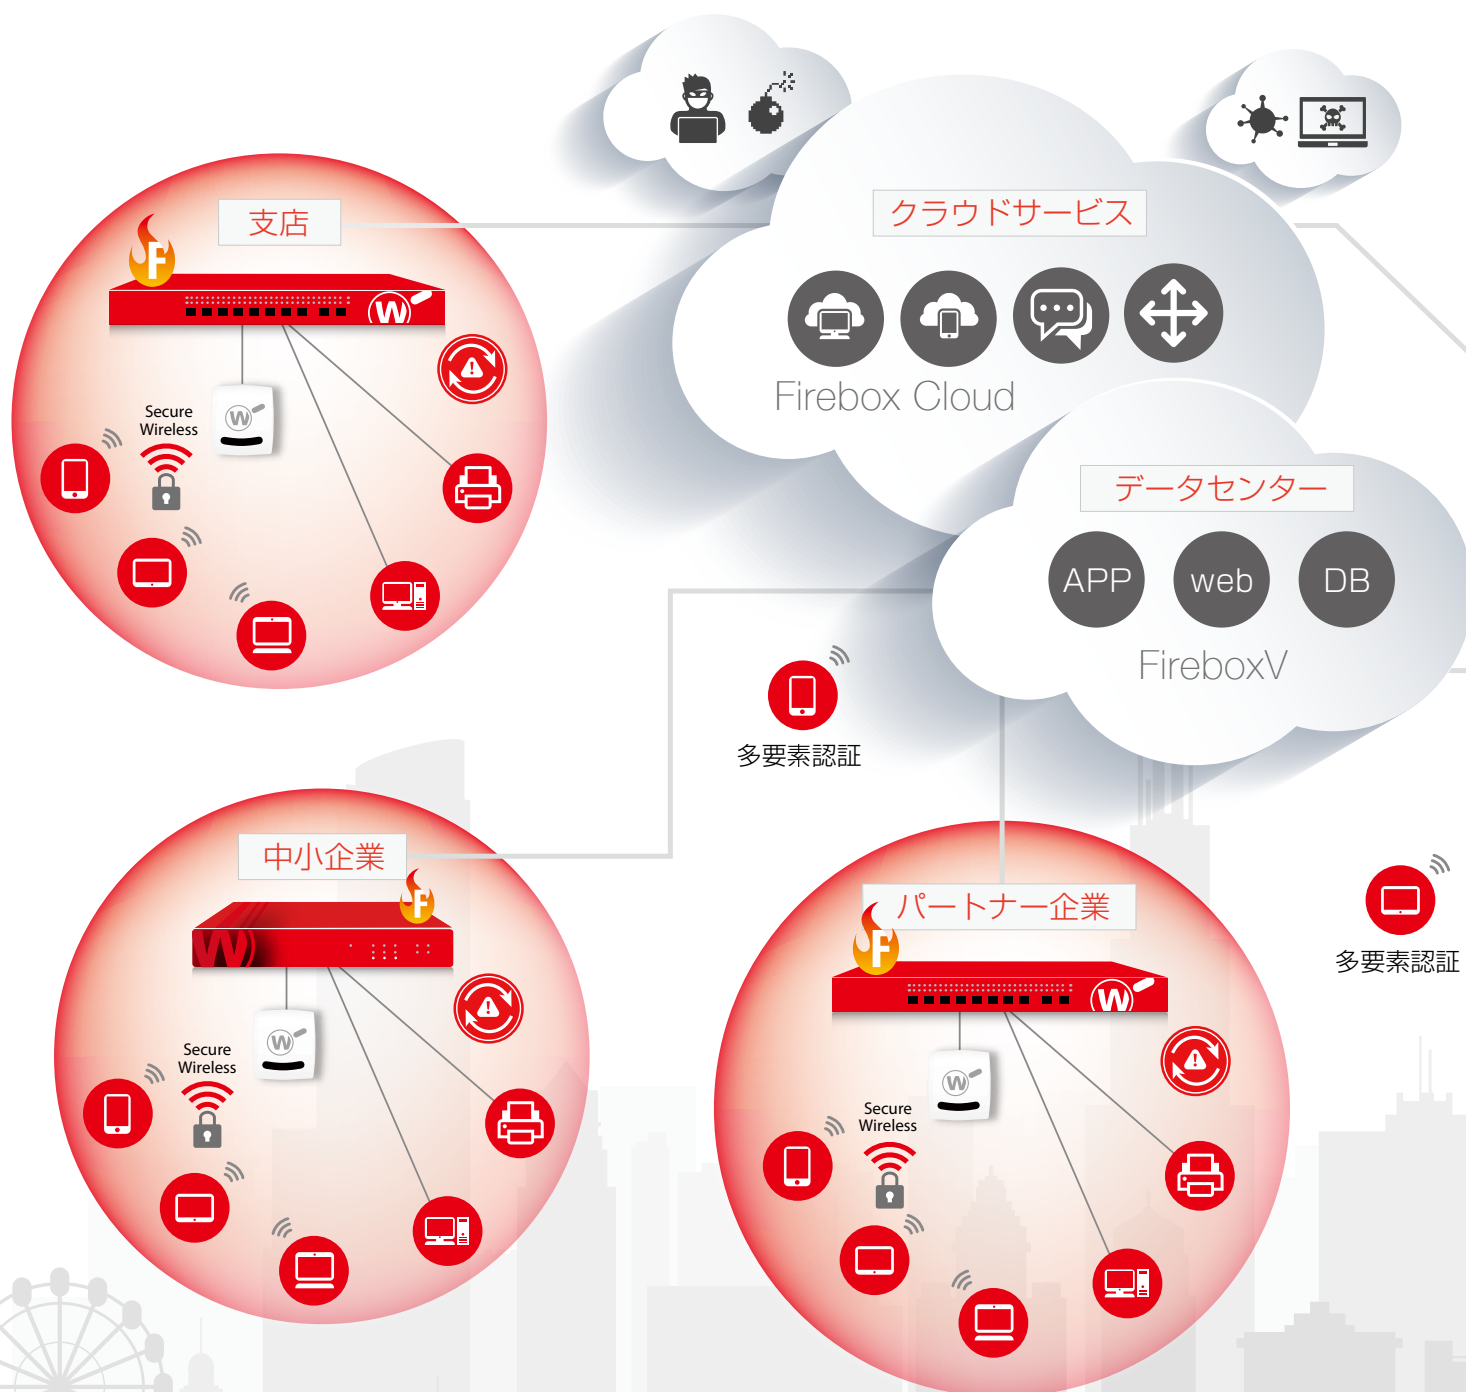 支店
F
W
Secure
Wireless
W
クラウドサービス
Firebox Cloud
データセンター
APP
web
DB
FireboxV
多要素認証
中小企業
F
W
Secure
Wireless
W
パートナー企業
F
W
Secure
Wireless
W
多要素認証